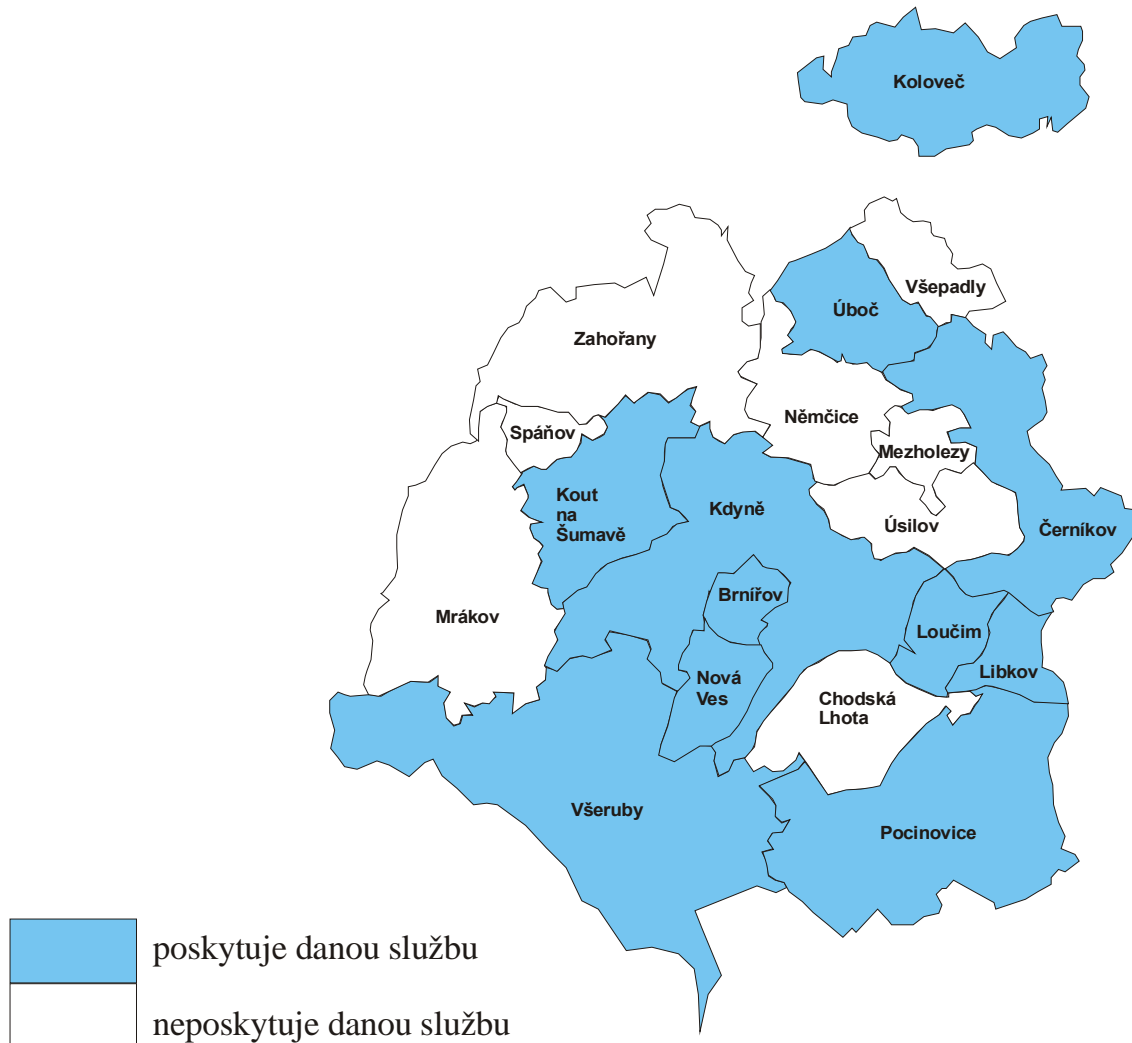 Koloveč
Všepadly
Úboč
Zahořany
Němčice
Spáňov
Mezholezy
Kout
na
Šumavě
Kdyně
Úsilov
Černíkov
Brnířov
Mrákov
Loučim
Nová
Ves
Libkov
Chodská
Lhota
Všeruby
Pocinovice
poskytuje danou službu
neposkytuje danou službu